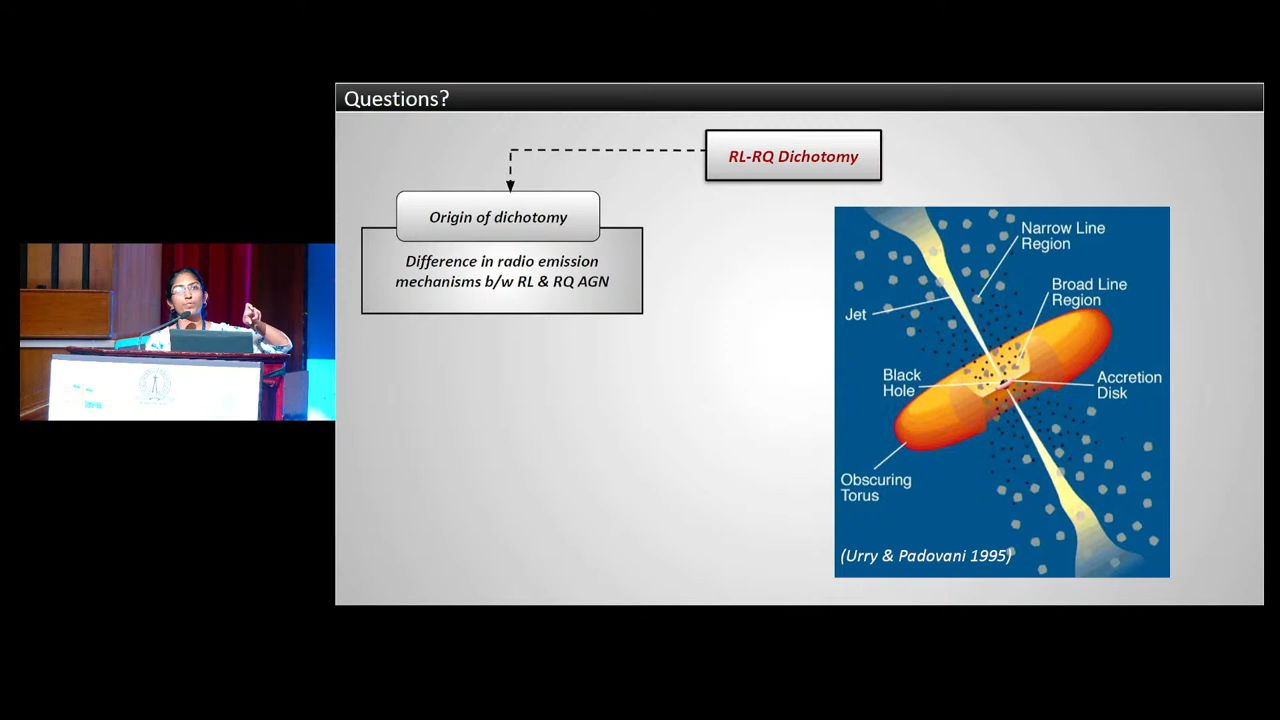 Questions?
RL-RQ Dichotomy
Origin of dichotomy
Difference in radio emission
mechanisms b/w RL & RQ AGN
Narrow Line
Region
Broad Line
Region
Jet
Black
Hole
Accretion
Disk
Obscuring
Torus
(Urry & Padovani 1995)